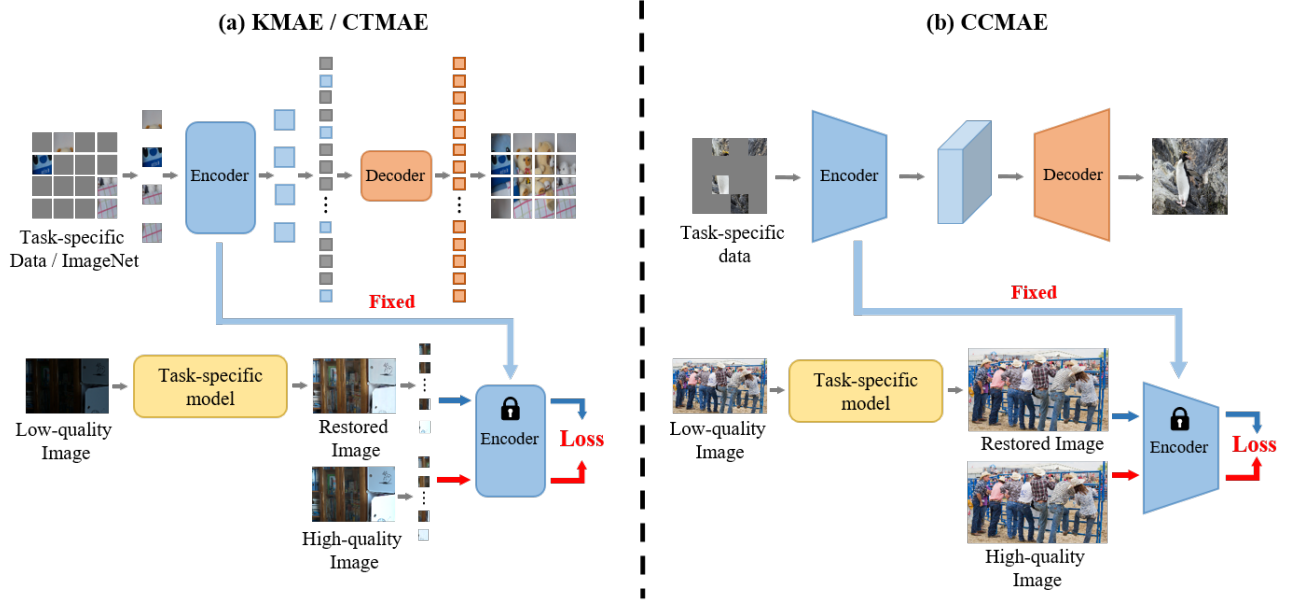 (a) KMAE / CTMAE
Encoder
Decoder
Task-specific
Data / ImageNet
Fixed
Task-specific
model
Low-quality
Image
Restored
Image
Encoder
Loss
High-quality
Image
(b) CCMAE
Encoder
Decoder
Task-specific
data
Fixed
Task-specific
model
Low-quality
Image
Restored Image
Encoder
Loss
High-quality
Image